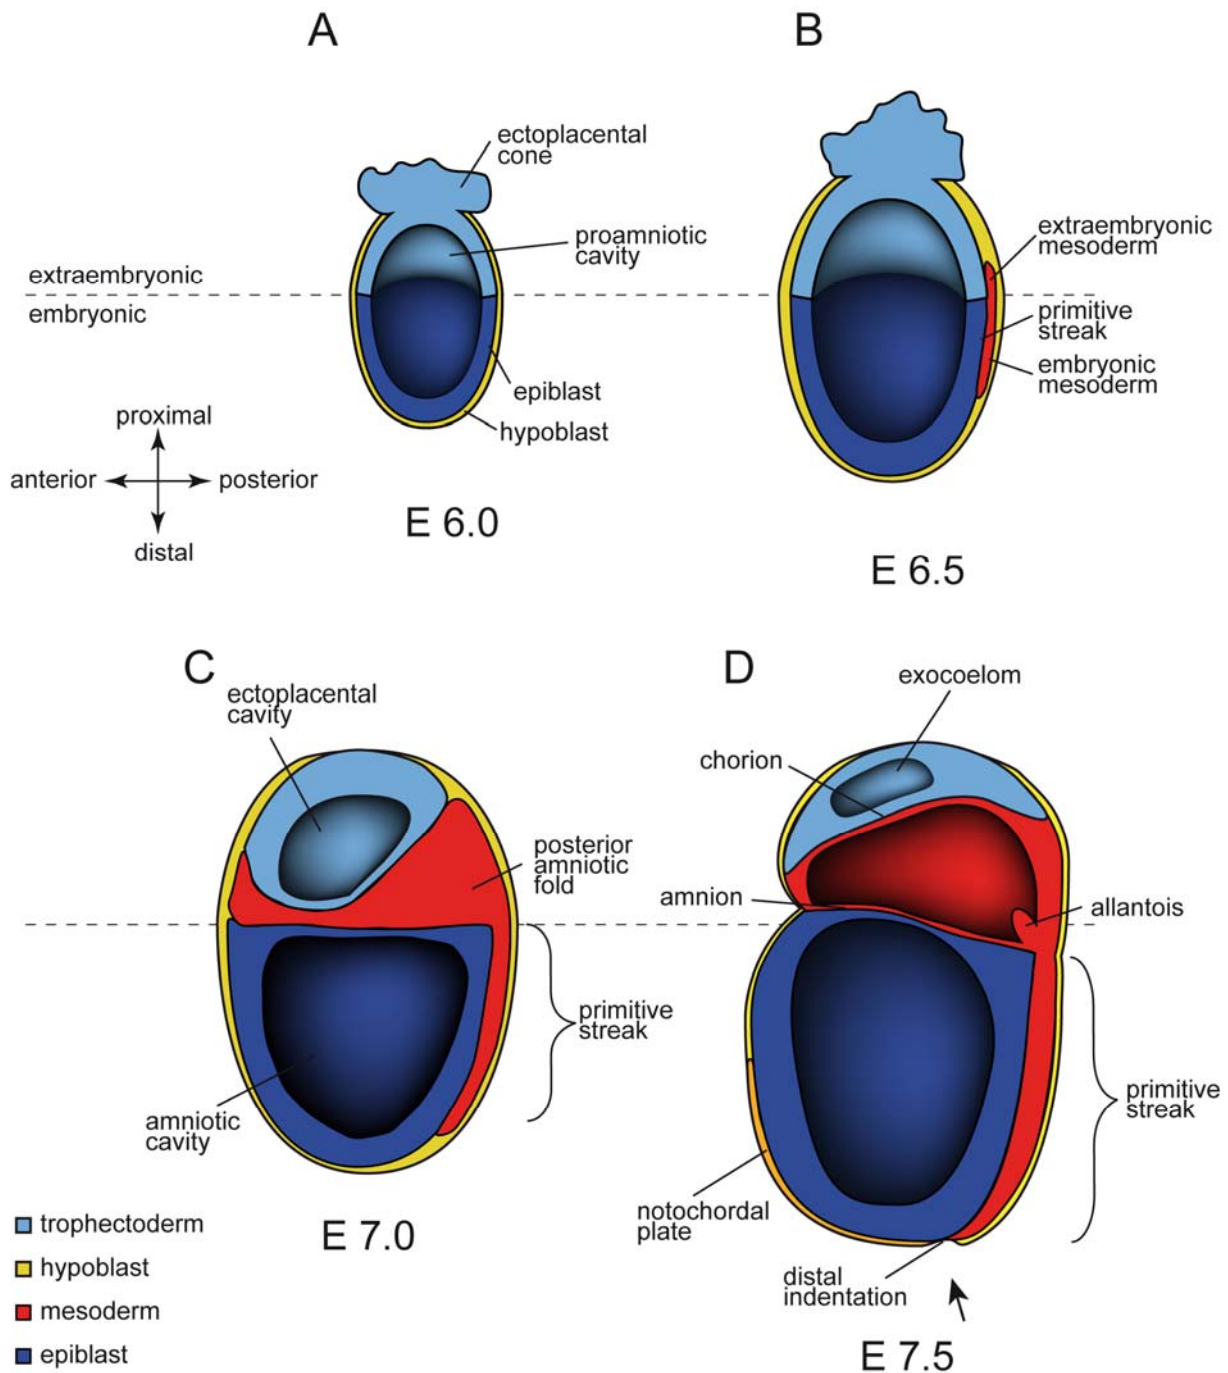 A
ectoplacental
cone
proamniotic
cavity
extraembryonic
embryonic
epiblast
hypoblast
proximal
anterior
posterior
distal
E 6.0
B
extraembryonic
mesoderm
primitive
streak
embryonic
mesoderm
E 6.5
C
ectoplacental
cavity
posterior
amniotic
fold
primitive
streak
amniotic
cavity
E 7.0
D
exocoelom
chorion
amnion
allantois
primitive
streak
notochordal
plate
distal
indentation
E 7.5
trophectoderm
hypoblast
mesoderm
epiblast